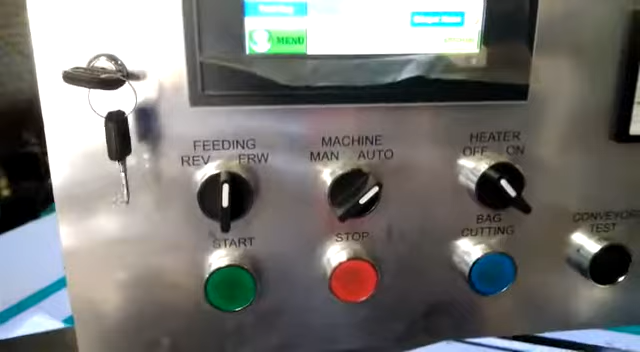 MENU
FEEDING
REV FRW
MACHINE
MAN AUTO
HEATER
OFF ON
START
STOP
BAG
CUTTING
CONVEYOR
TEST